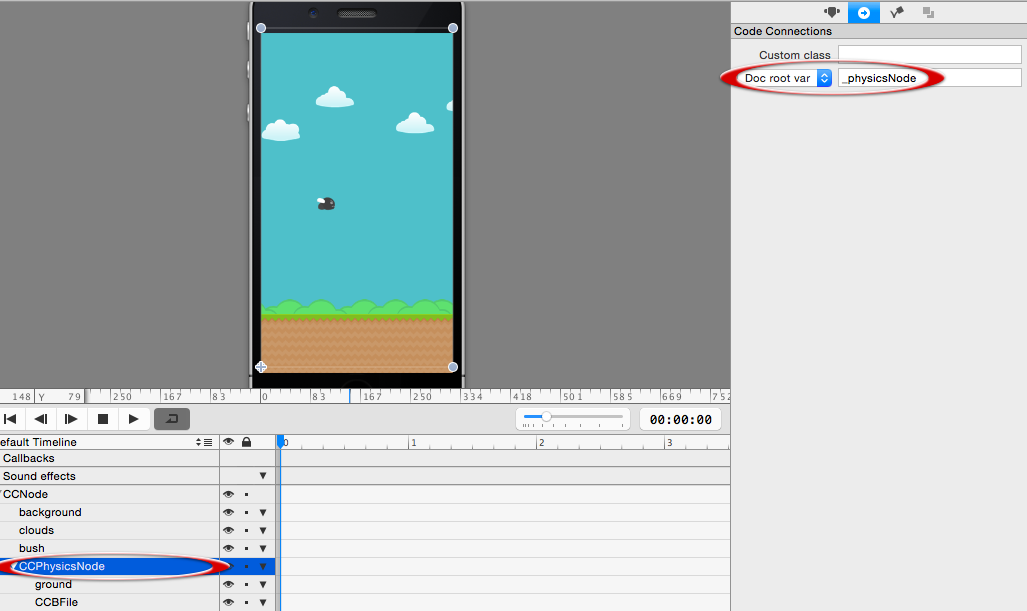 Code Connections
Custom class
Doc root var _physicsNode
148 Y 79 250 167 83 0 83 167 250 334 418 501 585 669 752
00:00:00
efault Timeline 0 1 2 3
Callbacks
Sound effects
CCNode
background
clouds
bush
CCPhysicsNode
ground
CCBFile